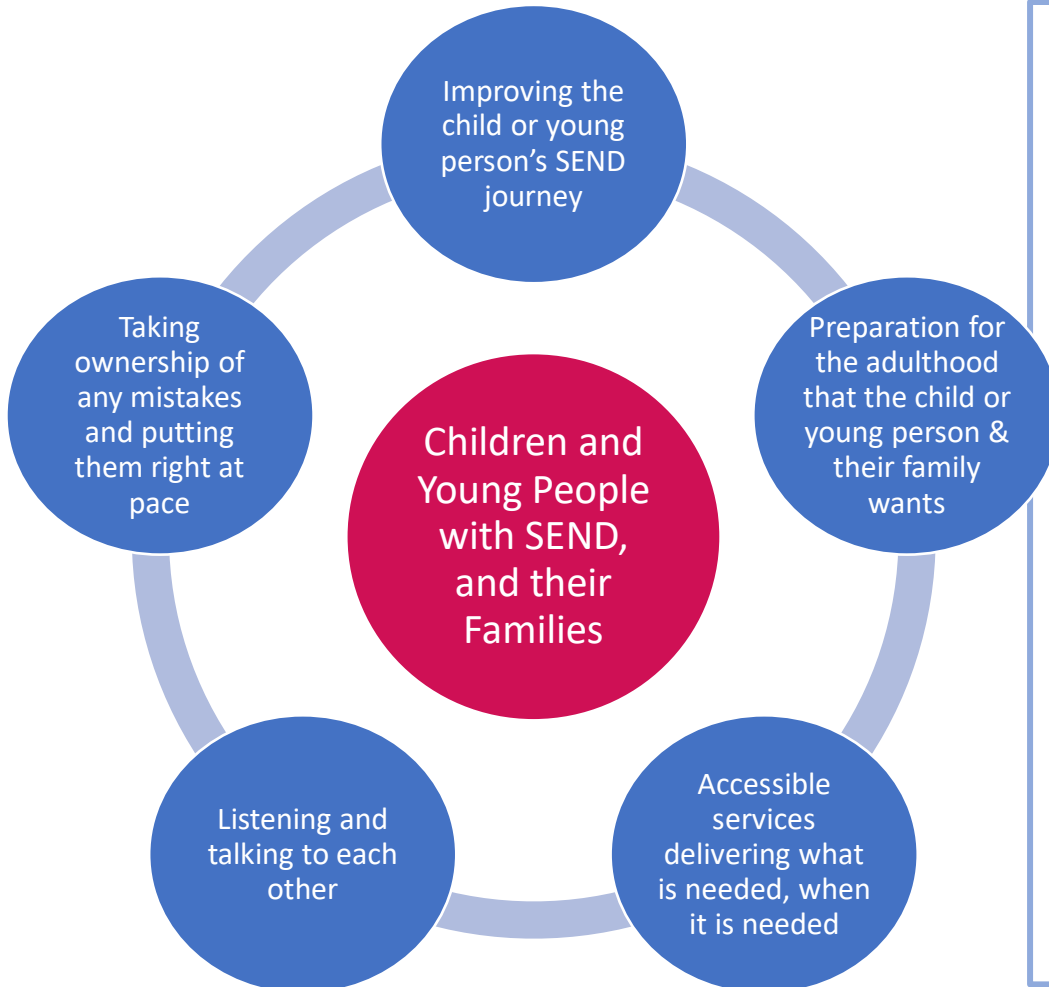 Improving the
child or young
person’s SEND
journey
Preparation for
the adulthood
that the child or
young person &
their family
wants
Accessible
services
delivering what
is needed, when
it is needed
Listening and
talking to each
other
Taking
ownership of
any mistakes
and putting
them right at
pace
Children and
Young People
with SEND,
and their
Families